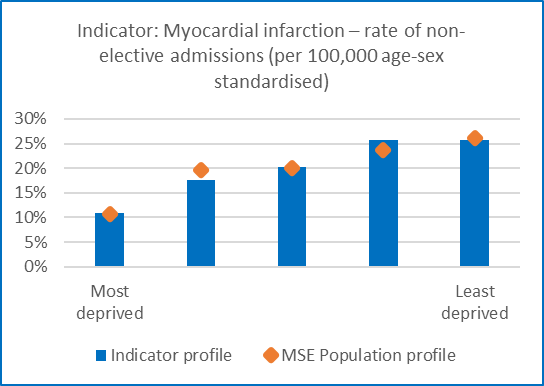 Indicator: Myocardial infarction – rate of non-
elective admissions (per 100,000 age-sex
standardised)
30%
25%
20%
15%
10%
5%
0%
Most
deprived
Least
deprived
Indicator profile
MSE Population profile